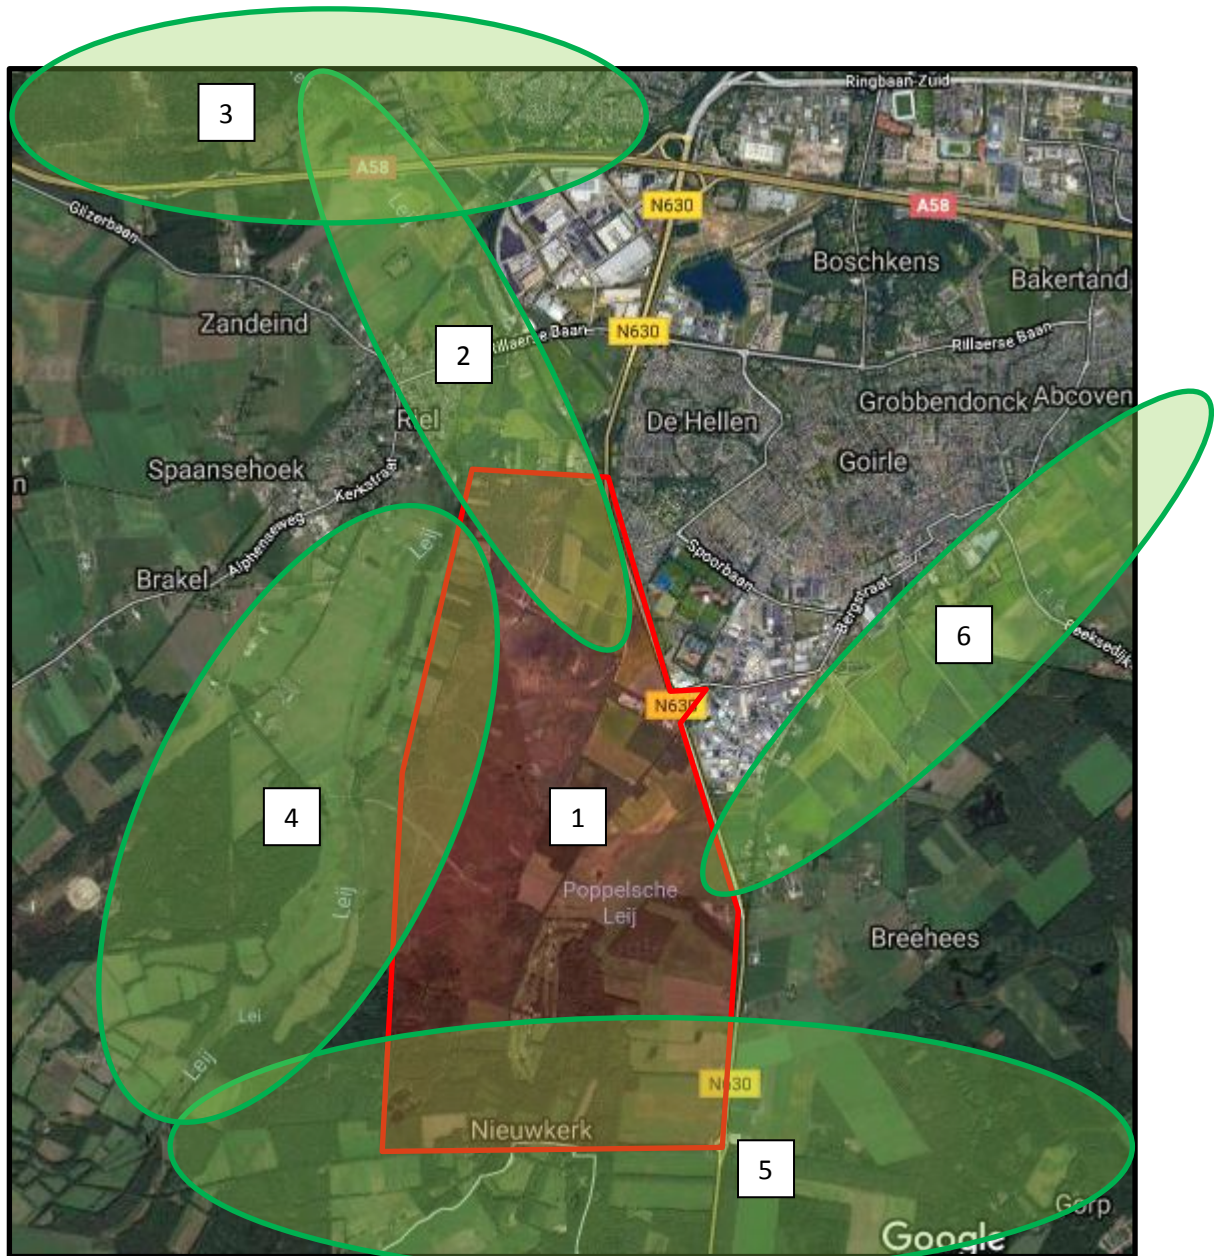 3
Ringbaan-Zuid
A58
N630
A58
Gilzerbaan
Leij
Boschkens
Bakertand
Zandeind
2
Rillaerse Baan
N630
Rillaerse Baan
Riel
De Hellen
Grobbendonck
Abcoven
Spaansehoek
Kerkstraat
Goirle
n
Alphenseweg
Leij
Spoorbaan
Brakel
Bergstraat
6
Beeksedijk
N630
4
1
Poppelsche
Leij
Leij
Breehees
Lei
Leij
N630
Nieuwkerk
5
Gorp
Google